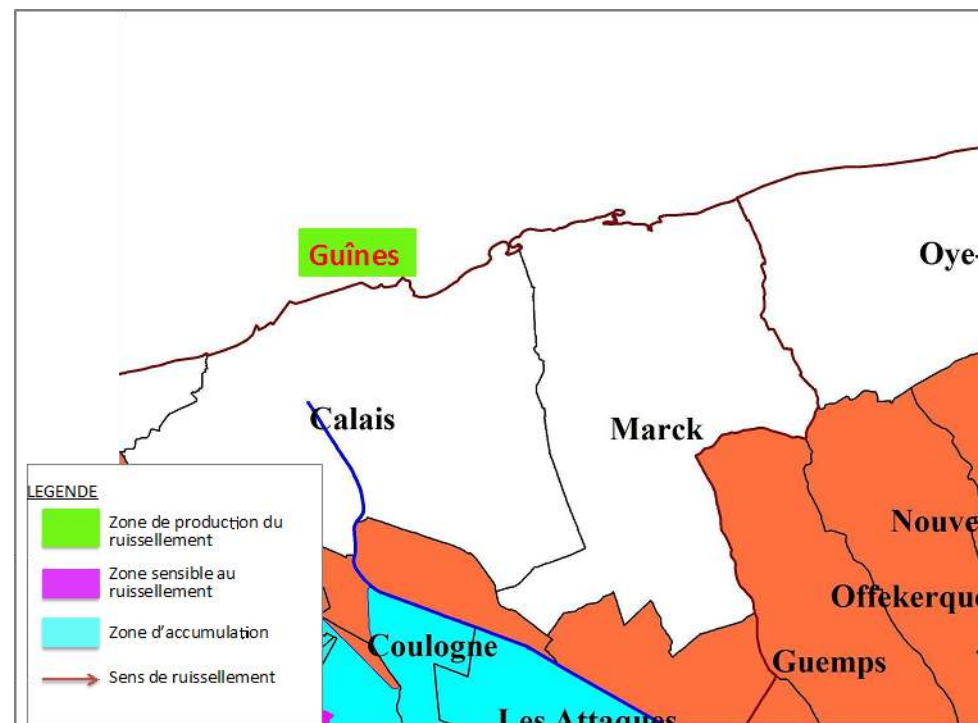 Guînes
Oye-
Calais
Marck
LEGENDE
Zone de production du
ruissellement
Zone sensible au
ruissellement
Zone d'accumulation
Sens de ruissellement
Nouve
Offekerque
Coulogne
Guemps
Les Attaques